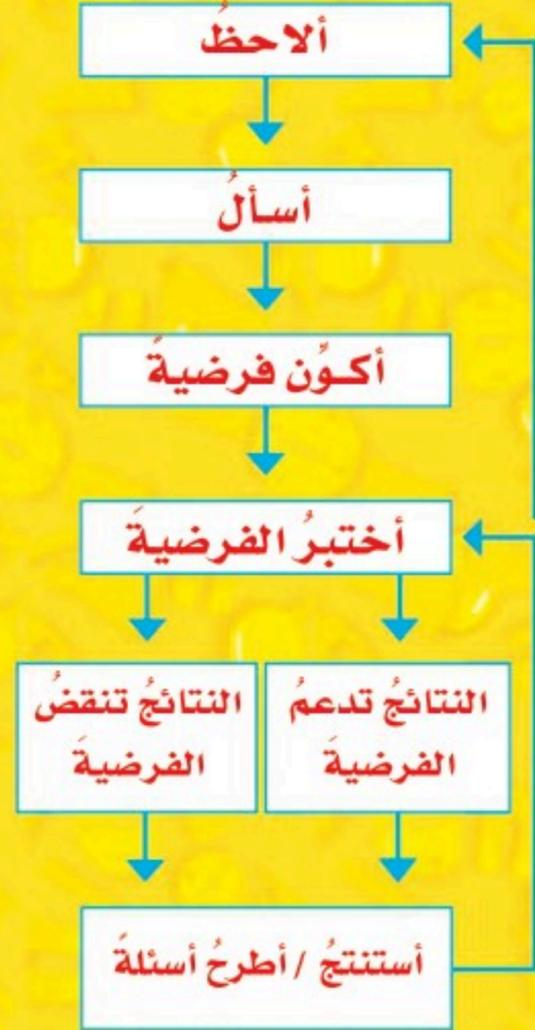 ألاحظُ
أسألُ
أكوِّن فرضيةً
أختبرُ الفرضيةَ
النتائجُ تدعمُ
الفرضيةَ
النتائجُ تنقضُ
الفرضيةَ
أستنتجُ / أطرحُ أسئلةً